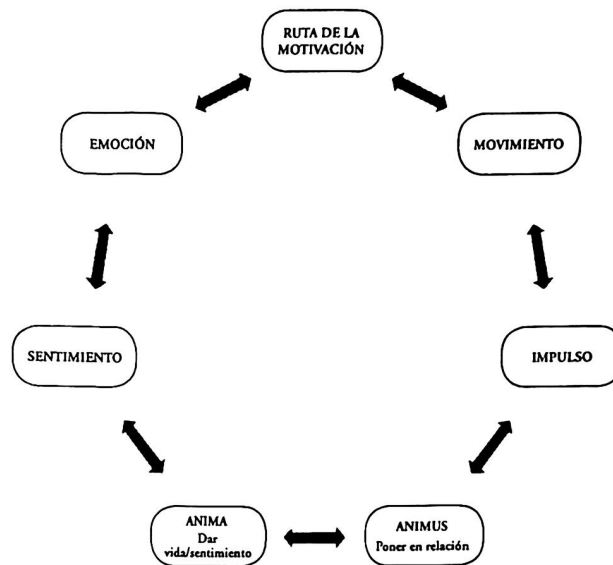 RUTA DE LA
MOTIVACIÓN
EMOCIÓN
MOVIMIENTO
SENTIMIENTO
IMPULSO
ANIMA
Dar
vida/sentimiento
ANIMUS
Poner en relación